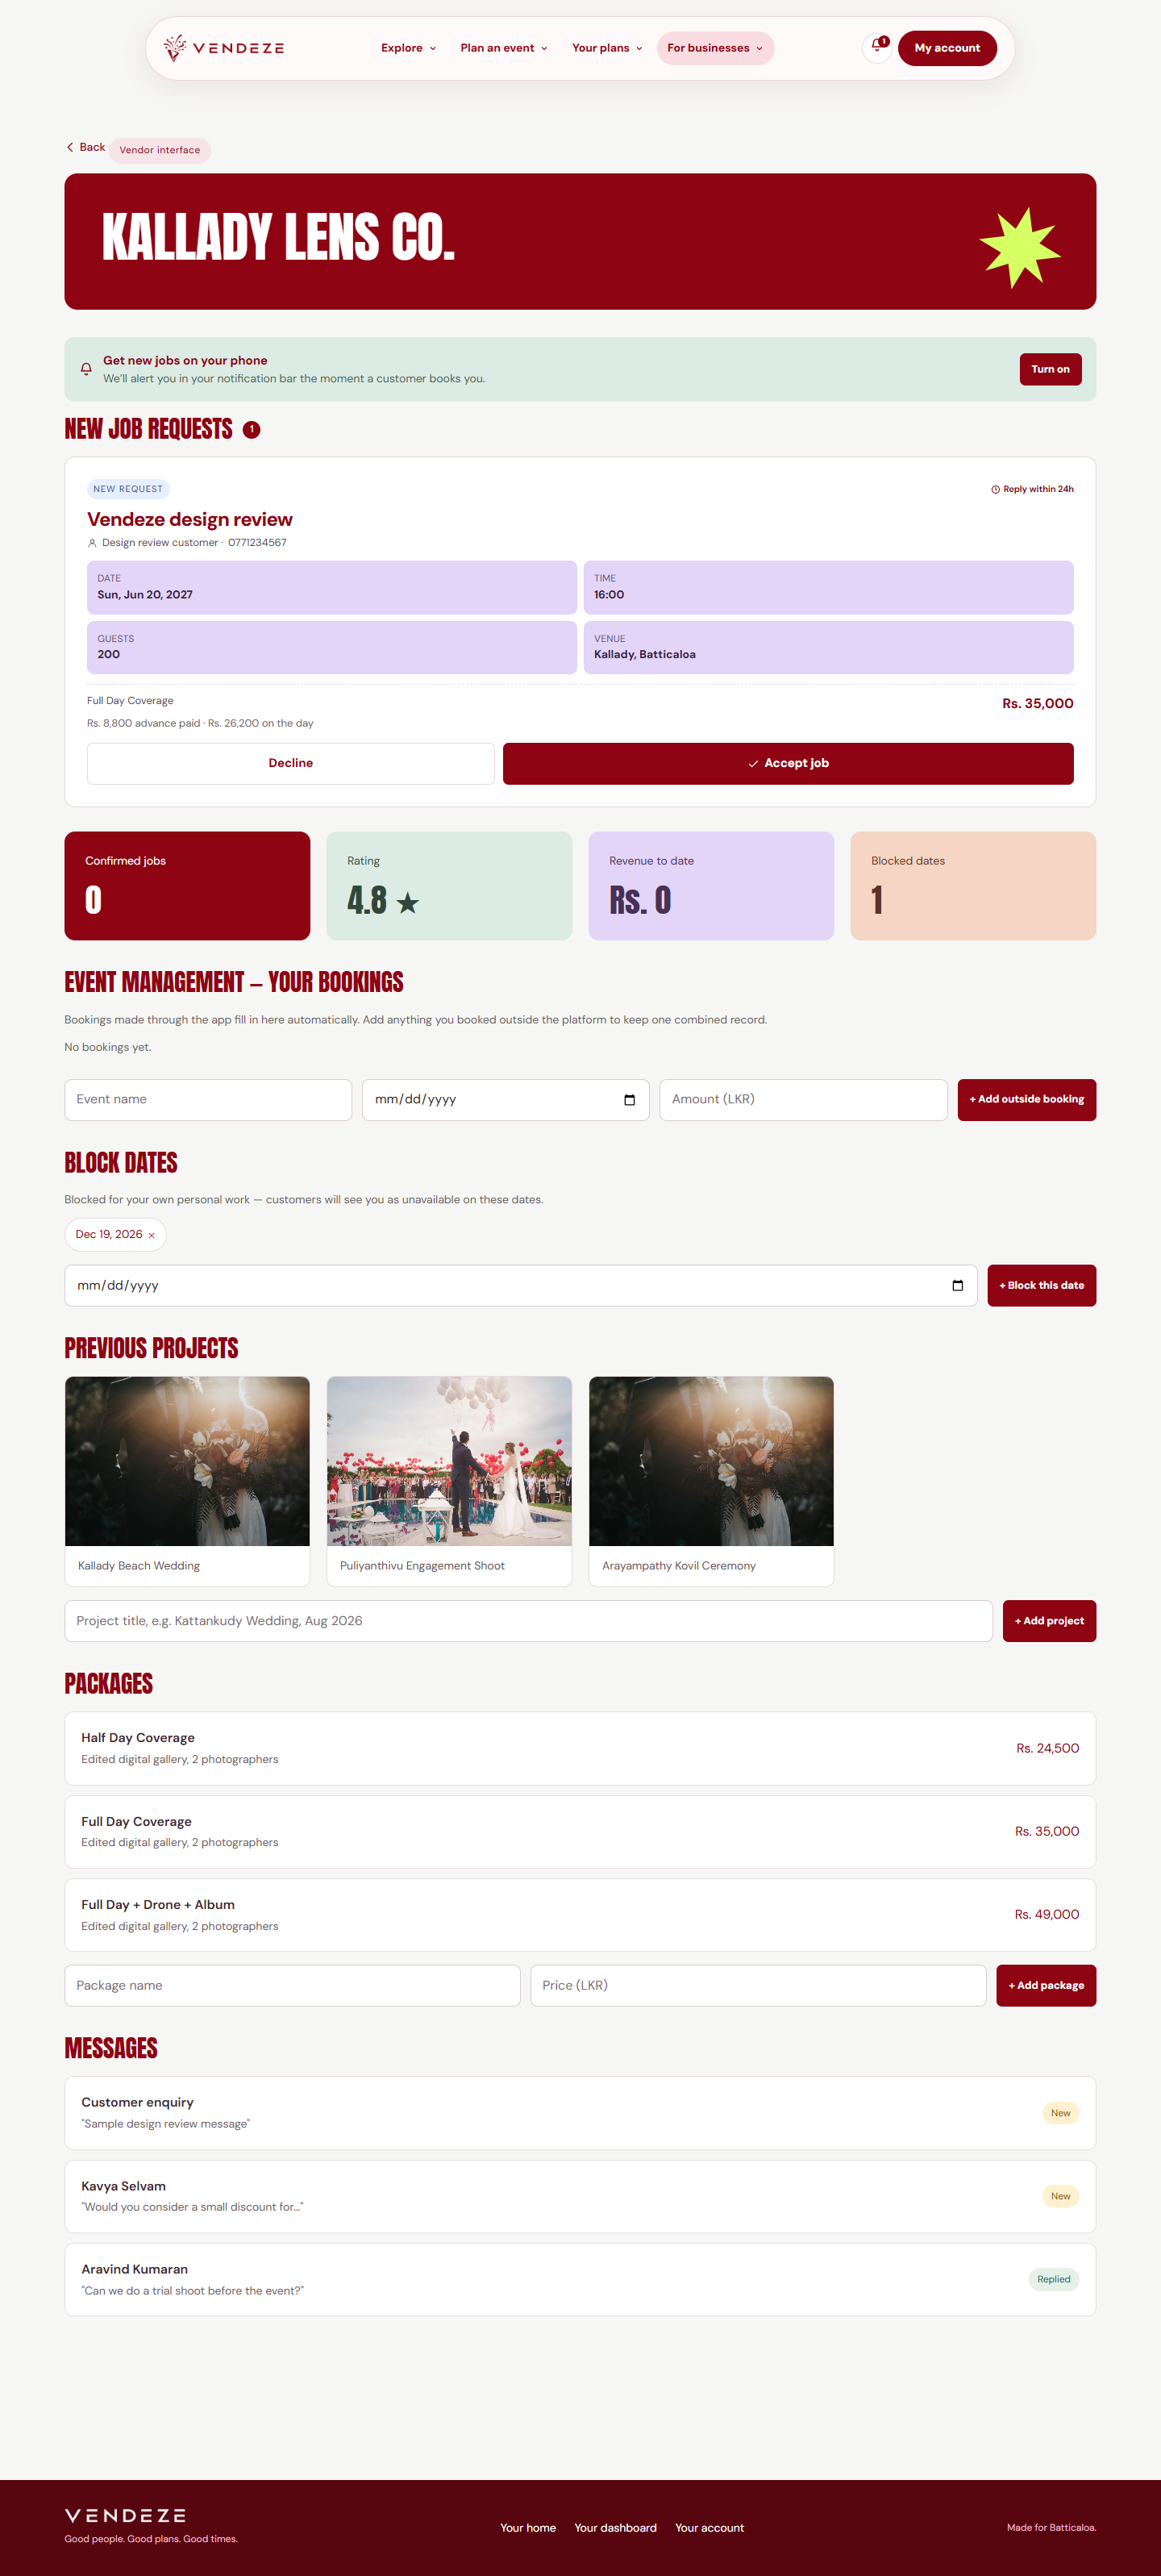 VENDEZE
Explore
Plan an event
Your plans
For businesses
1
My account
Back
Vendor interface
KALLADY LENS CO.
Get new jobs on your phone
We'll alert you in your notification bar the moment a customer books you.
Turn on
NEW JOB REQUESTS 1
NEW REQUEST
Reply within 24h
Vendeze design review
Design review customer · 0771234567
DATE
Sun, Jun 20, 2027
TIME
16:00
GUESTS
200
VENUE
Kallady, Batticaloa
Full Day Coverage
Rs. 35,000
Rs. 8,800 advance paid · Rs. 26,200 on the day
Decline
Accept job
Confirmed jobs
0
Rating
4.8 ★
Revenue to date
Rs. 0
Blocked dates
1
EVENT MANAGEMENT — YOUR BOOKINGS
Bookings made through the app fill in here automatically. Add anything you booked outside the platform to keep one combined record.
No bookings yet.
Event name
mm/dd/yyyy
Amount (LKR)
+ Add outside booking
BLOCK DATES
Blocked for your own personal work — customers will see you as unavailable on these dates.
Dec 19, 2026 ×
mm/dd/yyyy
+ Block this date
PREVIOUS PROJECTS
Kallady Beach Wedding
Puliyanthivu Engagement Shoot
Arayampathy Kovil Ceremony
Project title, e.g. Kattankudy Wedding, Aug 2026
+ Add project
PACKAGES
Half Day Coverage
Edited digital gallery, 2 photographers
Rs. 24,500
Full Day Coverage
Edited digital gallery, 2 photographers
Rs. 35,000
Full Day + Drone + Album
Edited digital gallery, 2 photographers
Rs. 49,000
Package name
Price (LKR)
+ Add package
MESSAGES
Customer enquiry
"Sample design review message"
New
Kavya Selvam
"Would you consider a small discount for…"
New
Aravind Kumaran
"Can we do a trial shoot before the event?"
Replied
VENDEZE
Good people. Good plans. Good times.
Your home
Your dashboard
Your account
Made for Batticaloa.